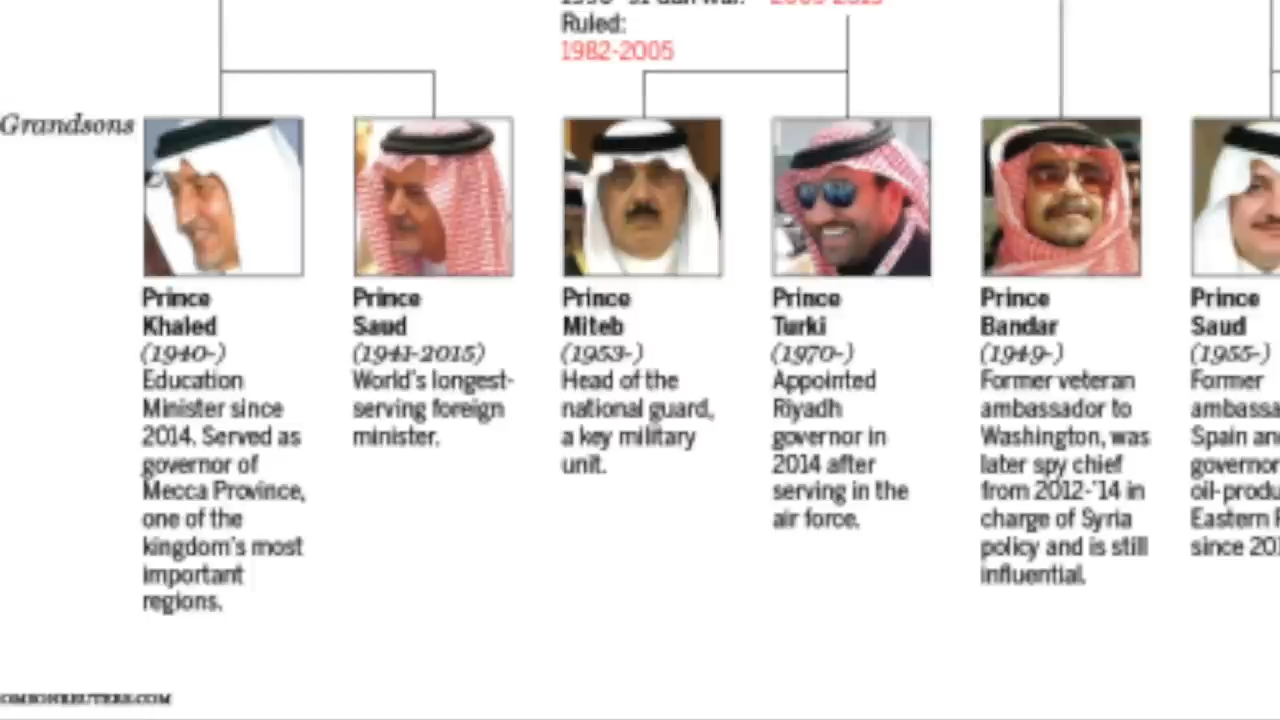 Ruled:
1982-2005
Grandsons
Prince
Khaled
(1940-)
Education
Minister since
2014. Served as
governor of
Mecca Province,
one of the
kingdom's most
important
regions.
Prince
Saud
(1941-2015)
World's longest-
serving foreign
minister.
Prince
Miteb
(1953-)
Head of the
national guard,
a key military
unit.
Prince
Turki
(1970-)
Appointed
Riyadh
governor in
2014 after
serving in the
air force.
Prince
Bandar
(1949-)
Former veteran
ambassador to
Washington, was
later spy chief
from 2012-'14 in
charge of Syria
policy and is still
influential.
Prince
Saud
(1955-)
Former
Spain
governor
since